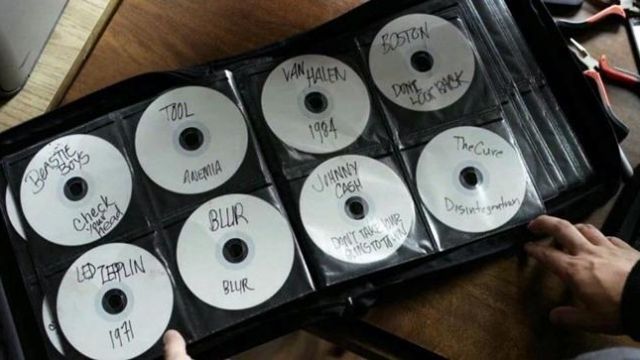 BEASTIE
BOYS
Check
your
Head
TOOL
ANEMIA
VAN HALEN
1984
BOSTON
DON'T
LOOK BACK
LED ZEPPLIN
1971
BLUR
BLUR
JOHNNY
CASH
DON'T TAKE YOUR
GUNS TO TOWN
The Cure
Disintegration